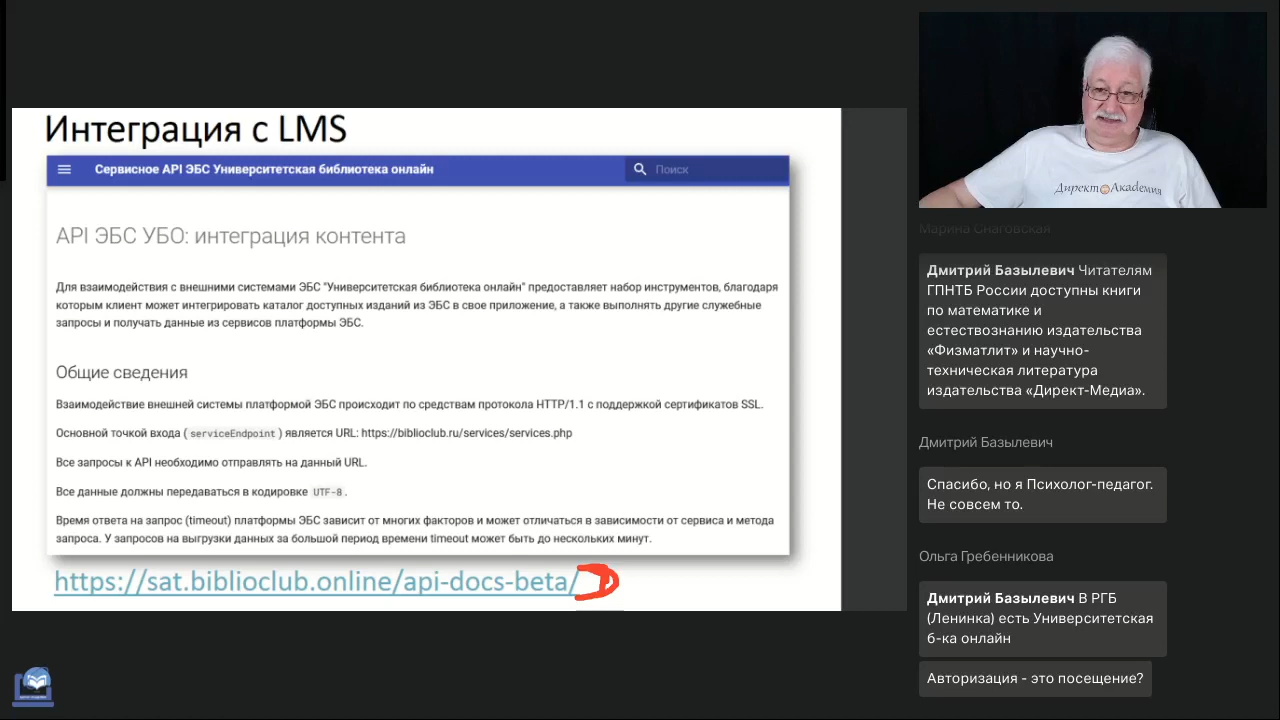 Интеграция с LMS
Сервисное API ЭБС Университетская библиотека онлайн
Поиск
API ЭБС УБО: интеграция контента
Для взаимодействия с внешними системами ЭБС "Университетская библиотека онлайн" предоставляет набор инструментов, благодаря
которым клиент может интегрировать каталог доступных изданий из ЭБС в свое приложение, а также выполнять другие служебные
запросы и получать данные из сервисов платформы ЭБС.
Общие сведения
Взаимодействие внешней системы платформой ЭБС происходит по средствам протокола HTTP/1.1 с поддержкой сертификатов SSL.
Основной точкой входа ( serviceEndpoint ) является URL: https://biblioclub.ru/services/services.php
Все запросы к API необходимо отправлять на данный URL.
Все данные должны передаваться в кодировке UTF-8 .
Время ответа на запрос (timeout) платформы ЭБС зависит от многих факторов и может отличаться в зависимости от сервиса и метода
запроса. У запросов на выгрузки данных за большой период времени timeout может быть до нескольких минут.
https://sat.biblioclub.online/api-docs-beta/
Директ Академия
Марина Снаговская
Дмитрий Базылевич Читателям
ГПНТБ России доступны книги
по математике и
естествознанию издательства
«Физматлит» и научно-
техническая литература
издательства «Директ-Медиа».
Дмитрий Базылевич
Спасибо, но я Психолог-педагог.
Не совсем то.
Ольга Гребенникова
Дмитрий Базылевич В РГБ
(Ленинка) есть Университетская
б-ка онлайн
Авторизация - это посещение?